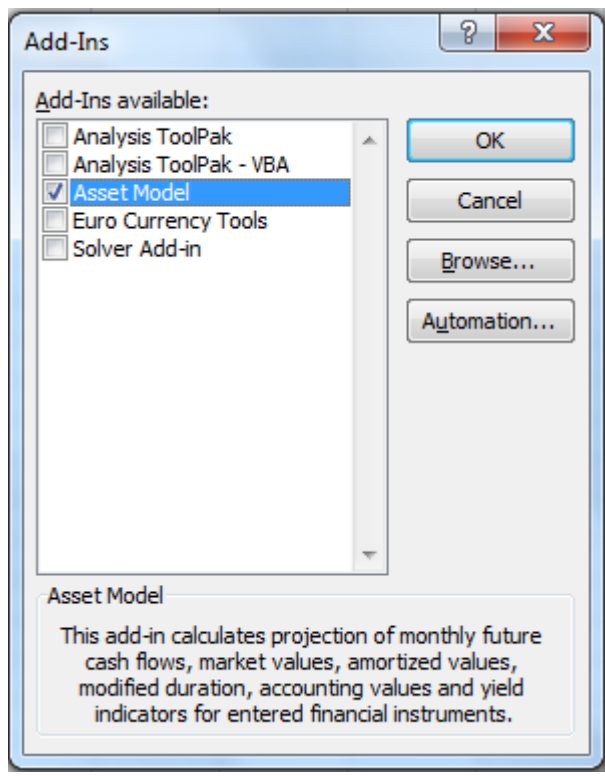 Add-Ins
Add-Ins available:
Analysis ToolPak
Analysis ToolPak - VBA
Asset Model
Euro Currency Tools
Solver Add-in
OK
Cancel
Browse...
Automation...
Asset Model
This add-in calculates projection of monthly future
cash flows, market values, amortized values,
modified duration, accounting values and yield
indicators for entered financial instruments.